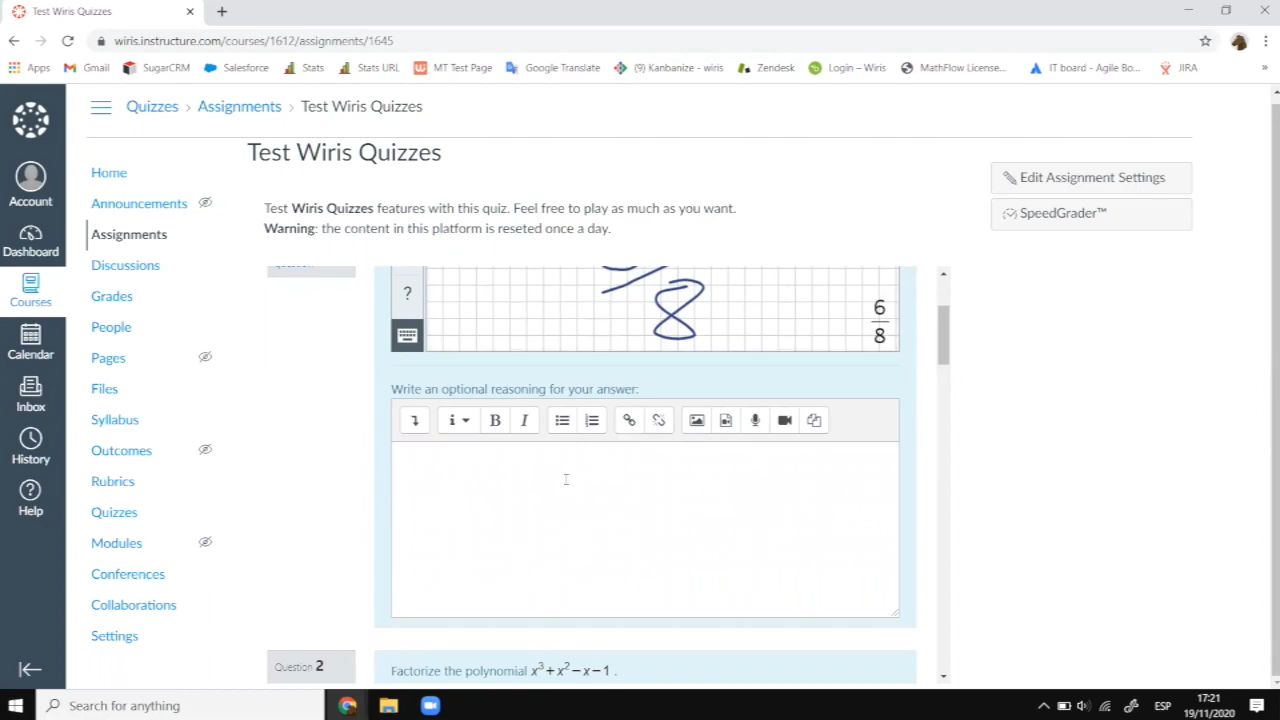 Test Wiris Quizzes
wiris.instructure.com/courses/1612/assignments/1645
Apps Gmail SugarCRM Salesforce Stats Stats URL MT Test Page Google Translate (9) Kanbanize - wiris Zendesk Login – Wiris MathFlow License... IT board - Agile Bo... JIRA »
Quizzes › Assignments › Test Wiris Quizzes
Test Wiris Quizzes
Edit Assignment Settings
SpeedGrader™
Test Wiris Quizzes features with this quiz. Feel free to play as much as you want.
Warning: the content in this platform is reseted once a day.
Account
Dashboard
Courses
Calendar
Inbox
History
Help
Home
Announcements
Assignments
Discussions
Grades
People
Pages
Files
Syllabus
Outcomes
Rubrics
Quizzes
Modules
Conferences
Collaborations
Settings
?
8
6
8
Write an optional reasoning for your answer:
i B I
Question 2
Factorize the polynomial x³+x²−x−1 .
Search for anything
ESP
17:21
19/11/2020